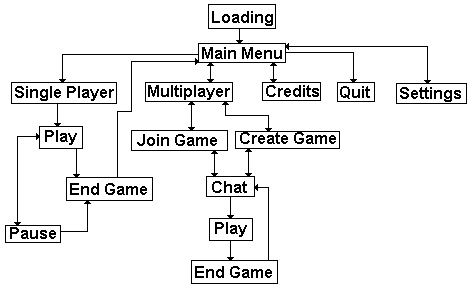 Loading
Main Menu
Single Player
Multiplayer
Credits
Quit
Settings
Play
Join Game
Create Game
End Game
Chat
Pause
Play
End Game